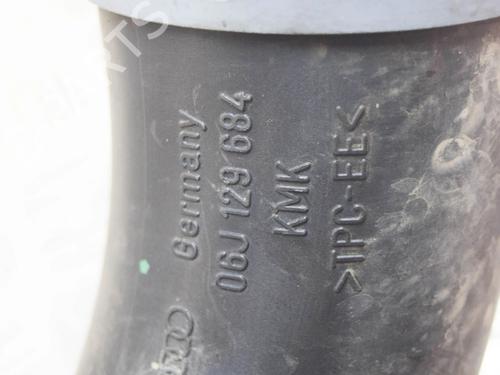 Germany
06J 129 684
KMK
>TPC-EE<